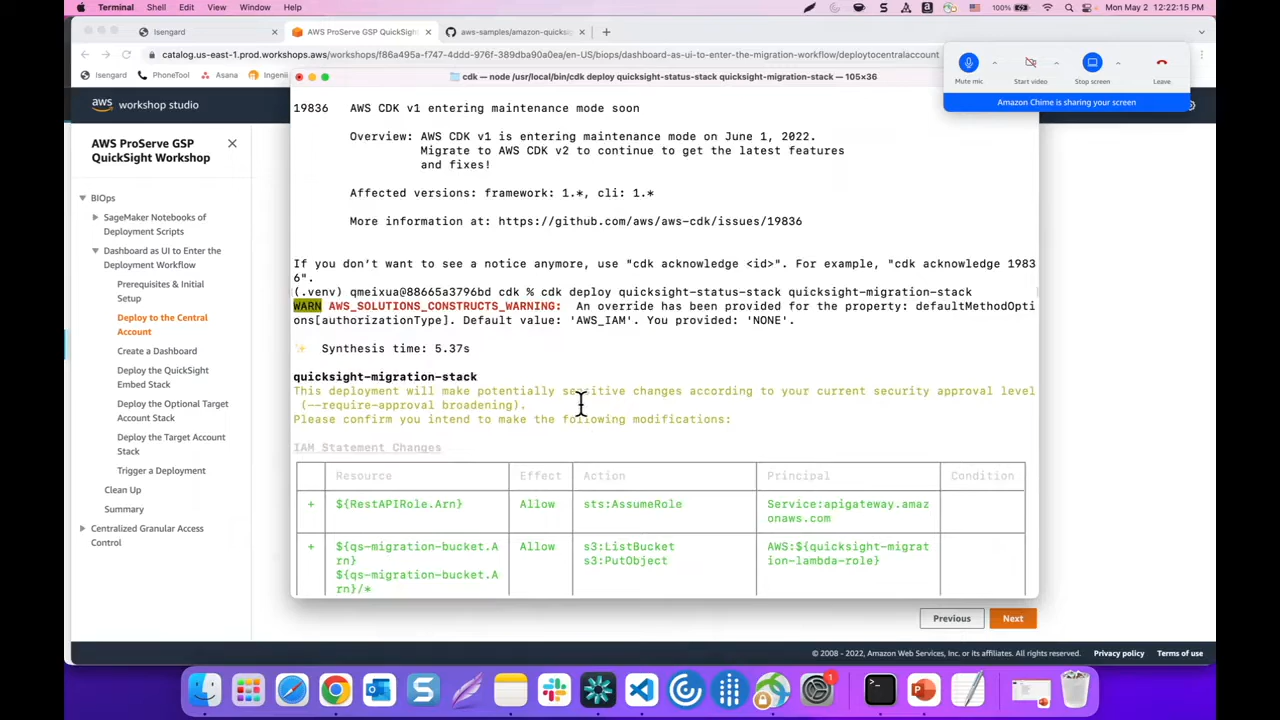 Terminal Shell Edit View Window Help
100% Mon May 2 12:22:15 PM
Isengard
AWS ProServe GSP QuickSight
aws-samples/amazon-quicksi
catalog.us-east-1.prod.workshops.aws/workshops/f86a495a-f747-4ddd-976f-389dba90a0ea/en-US/biops/dashboard-as-ui-to-enter-the-migration-workflow/deploytocentralaccount
Isengard PhoneTool Asana Ingeni
Mute mic Start video Stop screen Leave
Amazon Chime is sharing your screen
cdk — node /usr/local/bin/cdk deploy quicksight-status-stack quicksight-migration-stack — 105×36
aws workshop studio
AWS ProServe GSP
QuickSight Workshop
BIOps
SageMaker Notebooks of
Deployment Scripts
Dashboard as UI to Enter the
Deployment Workflow
Prerequisites & Initial
Setup
Deploy to the Central
Account
Create a Dashboard
Deploy the QuickSight
Embed Stack
Deploy the Optional Target
Account Stack
Deploy the Target Account
Stack
Trigger a Deployment
Clean Up
Summary
Centralized Granular Access
Control
19836 AWS CDK v1 entering maintenance mode soon
Overview: AWS CDK v1 is entering maintenance mode on June 1, 2022.
Migrate to AWS CDK v2 to continue to get the latest features
and fixes!
Affected versions: framework: 1.*, cli: 1.*
More information at: https://github.com/aws/aws-cdk/issues/19836
If you don’t want to see a notice anymore, use "cdk acknowledge <id>". For example, "cdk acknowledge 1983
6".
(.venv) qmeixua@88665a3796bd cdk % cdk deploy quicksight-status-stack quicksight-migration-stack
WARN AWS_SOLUTIONS_CONSTRUCTS_WARNING: An override has been provided for the property: defaultMethodOpti
ons[authorizationType]. Default value: 'AWS_IAM'. You provided: 'NONE'.
Synthesis time: 5.37s
quicksight-migration-stack
This deployment will make potentially sensitive changes according to your current security approval level
(--require-approval broadening).
Please confirm you intend to make the following modifications:
IAM Statement Changes
Resource Effect Action Principal Condition
+ ${RestAPIRole.Arn} Allow sts:AssumeRole Service:apigateway.amaz
onaws.com
+ ${qs-migration-bucket.A Allow s3:ListBucket AWS:${quicksight-migrat
rn} s3:PutObject ion-lambda-role}
${qs-migration-bucket.A
rn}/*
Previous Next
© 2008 - 2022, Amazon Web Services, Inc. or its affiliates. All rights reserved. Privacy policy Terms of use
1